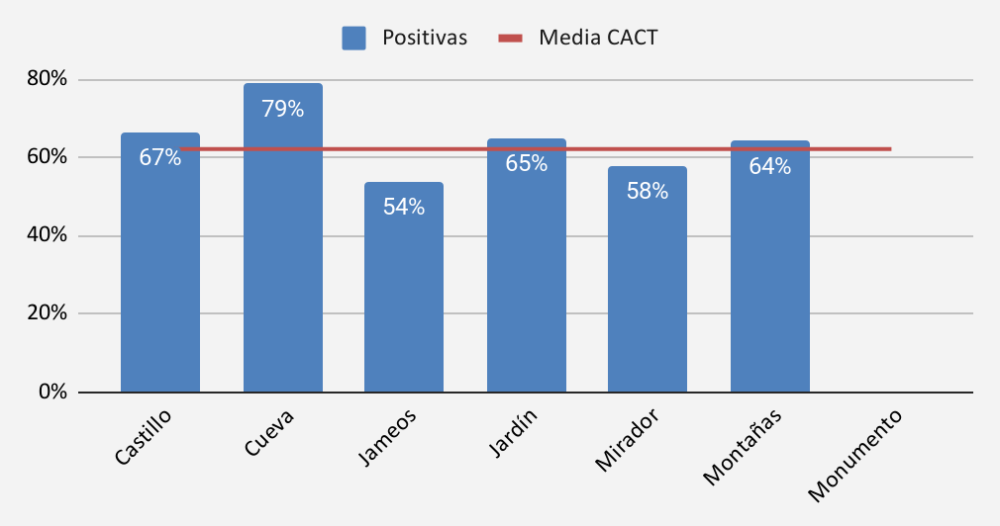 Positivas Media CACT
80%
60%
40%
20%
0%
67%
79%
54%
65%
58%
64%
Castillo
Cueva
Jameos
Jardín
Mirador
Montañas
Monumento